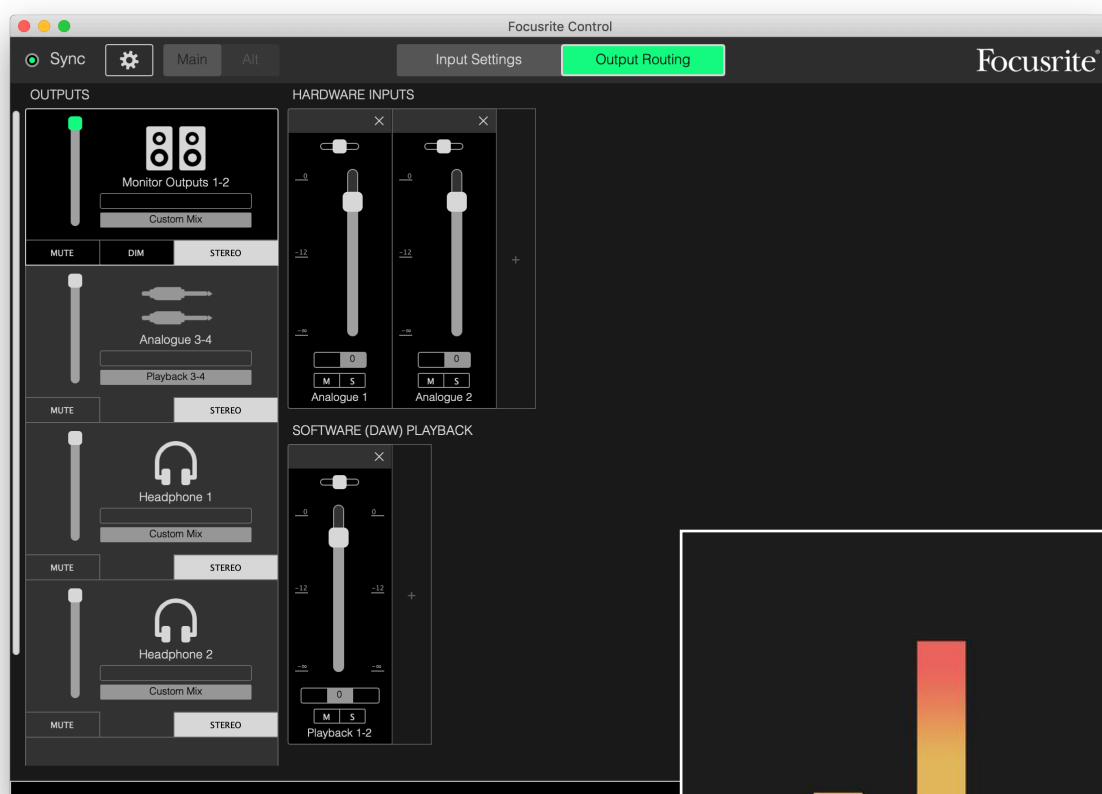 Focusrite Control
Sync
Main
Alt
Input Settings
Output Routing
Focusrite®
OUTPUTS
Monitor Outputs 1-2
Custom Mix
MUTE
DIM
STEREO
Analogue 3-4
Playback 3-4
MUTE
STEREO
Headphone 1
Custom Mix
MUTE
STEREO
Headphone 2
Custom Mix
MUTE
STEREO
HARDWARE INPUTS
0
-12
-∞
0
M S
Analogue 1
0
-12
-∞
0
M S
Analogue 2
+
SOFTWARE (DAW) PLAYBACK
0 0
-12 -12
-∞ -∞
0
M S
Playback 1-2
+